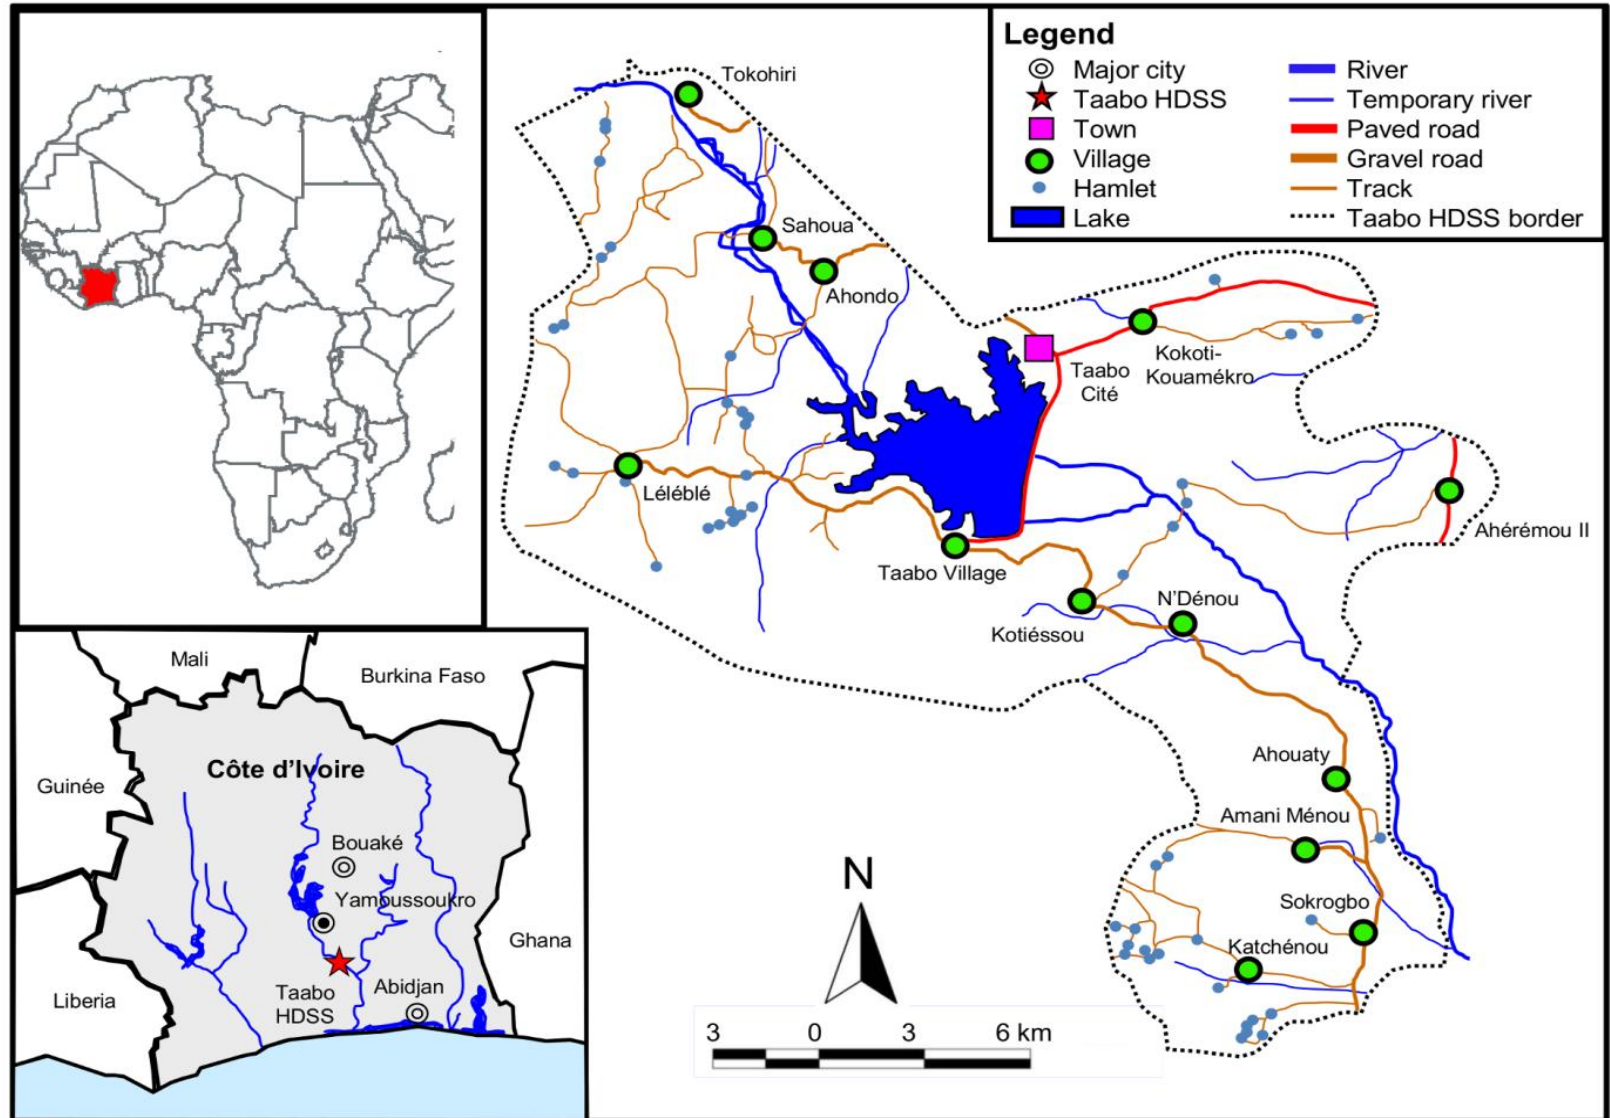 Legend
Major city
Taabo HDSS
Town
Village
Hamlet
Lake
River
Temporary river
Paved road
Gravel road
Track
Taabo HDSS border
Tokohiri
Sahoua
Ahondo
Kokoti-
Kouamékro
Taabo
Cité
Léléblé
Ahérémou II
Taabo Village
Kotiéssou
N'Dénou
Ahouaty
Amani Ménou
Sokrogbo
Katchénou
Mali
Burkina Faso
Côte d'Ivoire
Guinée
Bouaké
Yamoussoukro
Ghana
Taabo
HDSS
Abidjan
Liberia
N
3 0 3 6 km